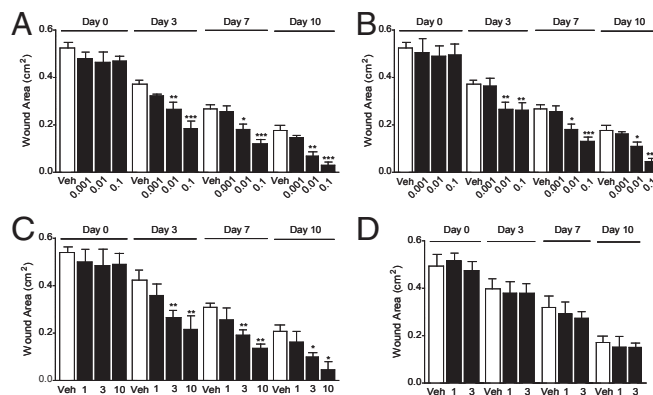 A
Day 0 Day 3 Day 7 Day 10
Wound Area (cm²)
0.6
0.4
0.2
0.0
** *** * *** ** ***
Veh 0.001 0.01 0.1 Veh 0.001 0.01 0.1 Veh 0.001 0.01 0.1 Veh 0.001 0.01 0.1
B
Day 0 Day 3 Day 7 Day 10
Wound Area (cm²)
0.6
0.4
0.2
0.0
** ** * *** * **
Veh 0.001 0.01 0.1 Veh 0.001 0.01 0.1 Veh 0.001 0.01 0.1 Veh 0.001 0.01 0.1
C
Day 0 Day 3 Day 7 Day 10
Wound Area (cm²)
0.6
0.4
0.2
0.0
** ** ** ** * *
Veh 1 3 10 Veh 1 3 10 Veh 1 3 10 Veh 1 3 10
D
Day 0 Day 3 Day 7 Day 10
Wound Area (cm²)
0.6
0.4
0.2
0.0
Veh 1 3 Veh 1 3 Veh 1 3 Veh 1 3